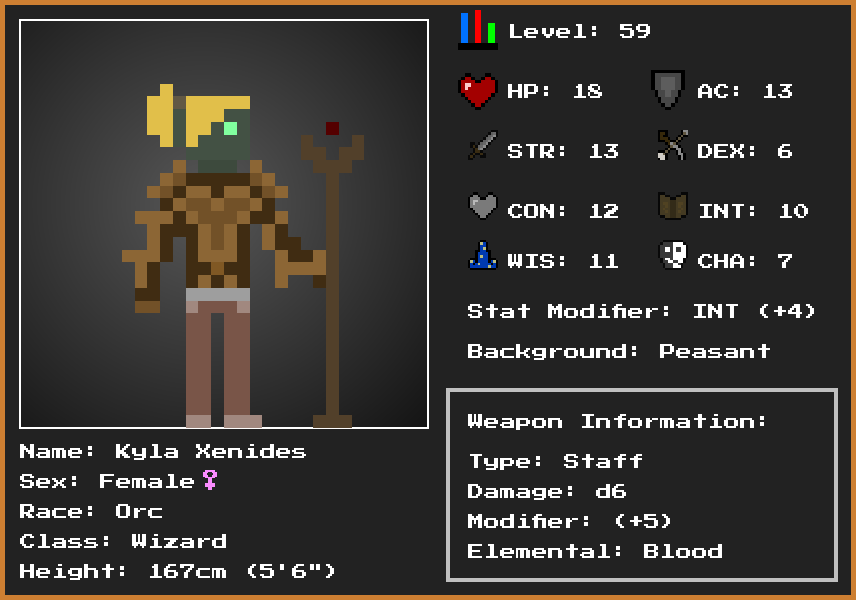 Level: 59
HP: 18
AC: 13
STR: 13
DEX: 6
CON: 12
INT: 10
WIS: 11
CHA: 7
Stat Modifier: INT (+4)
Background: Peasant
Weapon Information:
Type: Staff
Damage: d6
Modifier: (+5)
Elemental: Blood
Name: Kyla Xenides
Sex: Female♀
Race: Orc
Class: Wizard
Height: 167cm (5'6")